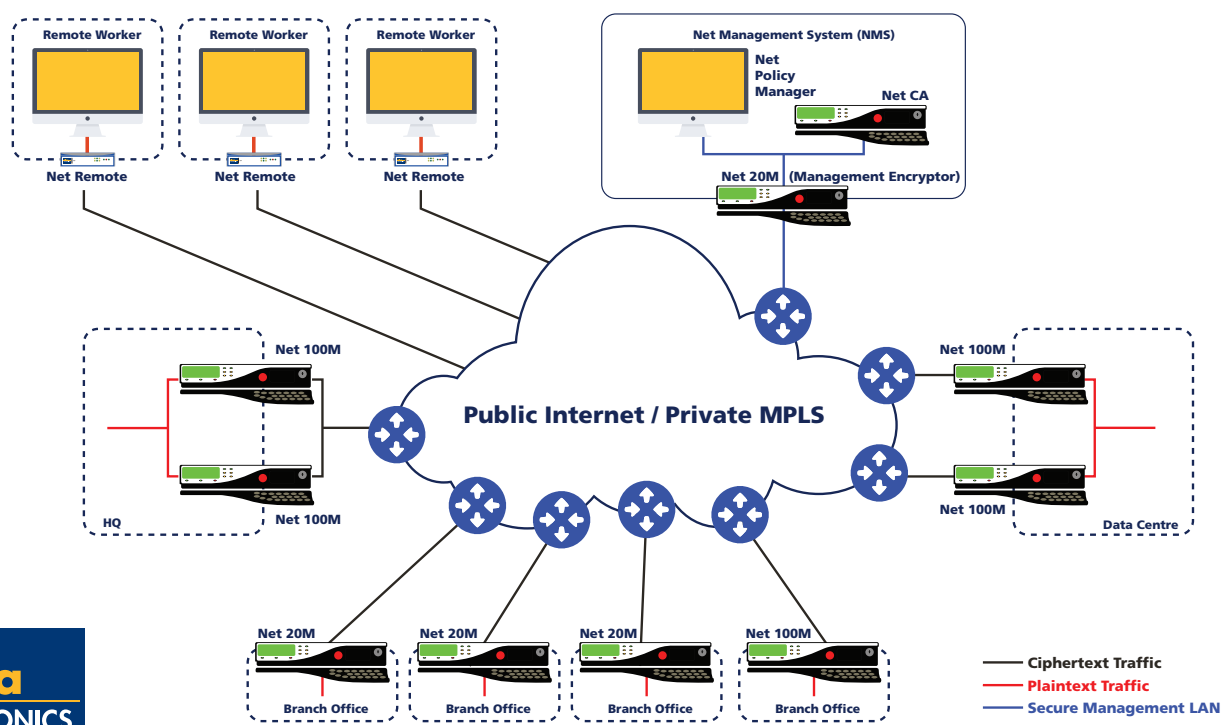 Remote Worker
Remote Worker
Remote Worker
Net Remote
Net Remote
Net Remote
Net Management System (NMS)
Net
Policy
Manager
Net CA
Net 20M (Management Encryptor)
Net 100M
Net 100M
HQ
Public Internet / Private MPLS
Net 100M
Net 100M
Data Centre
Net 20M
Net 20M
Net 20M
Net 100M
Branch Office
Branch Office
Branch Office
Branch Office
Ciphertext Traffic
Plaintext Traffic
Secure Management LAN